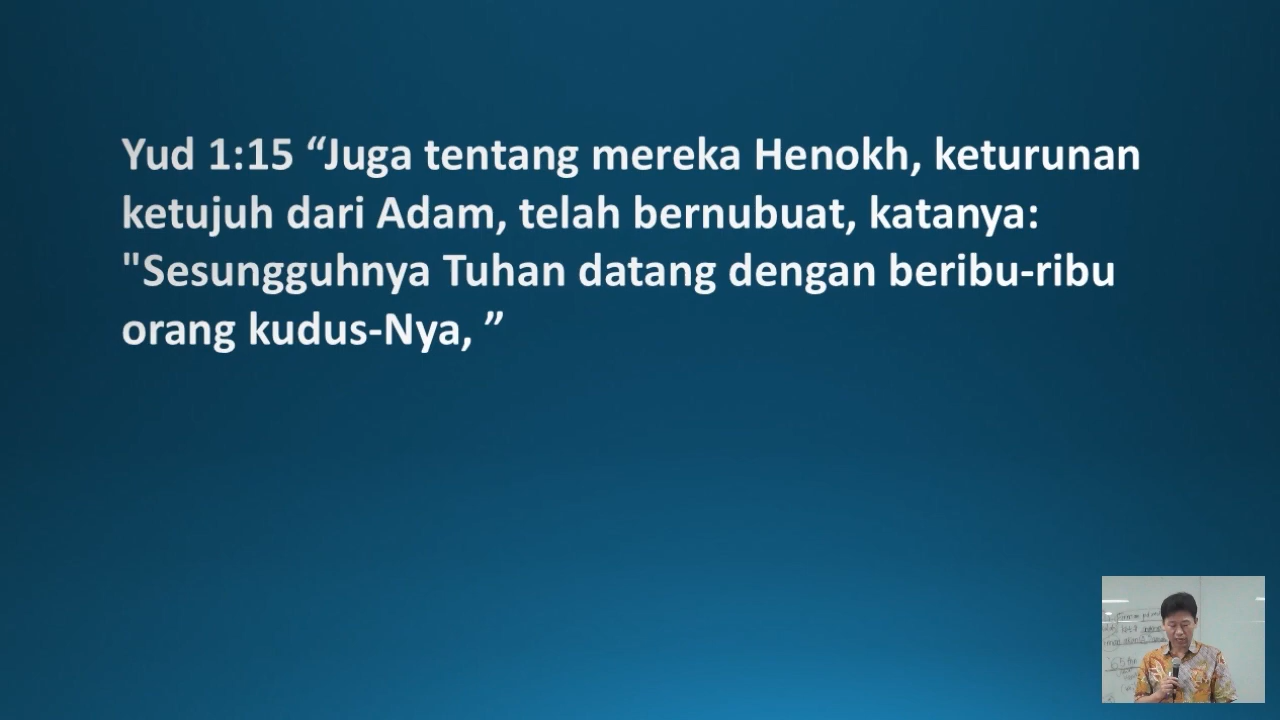 Yud 1:15 “Juga tentang mereka Henokh, keturunan
ketujuh dari Adam, telah bernubuat, katanya:
"Sesungguhnya Tuhan datang dengan beribu-ribu
orang kudus-Nya, ”